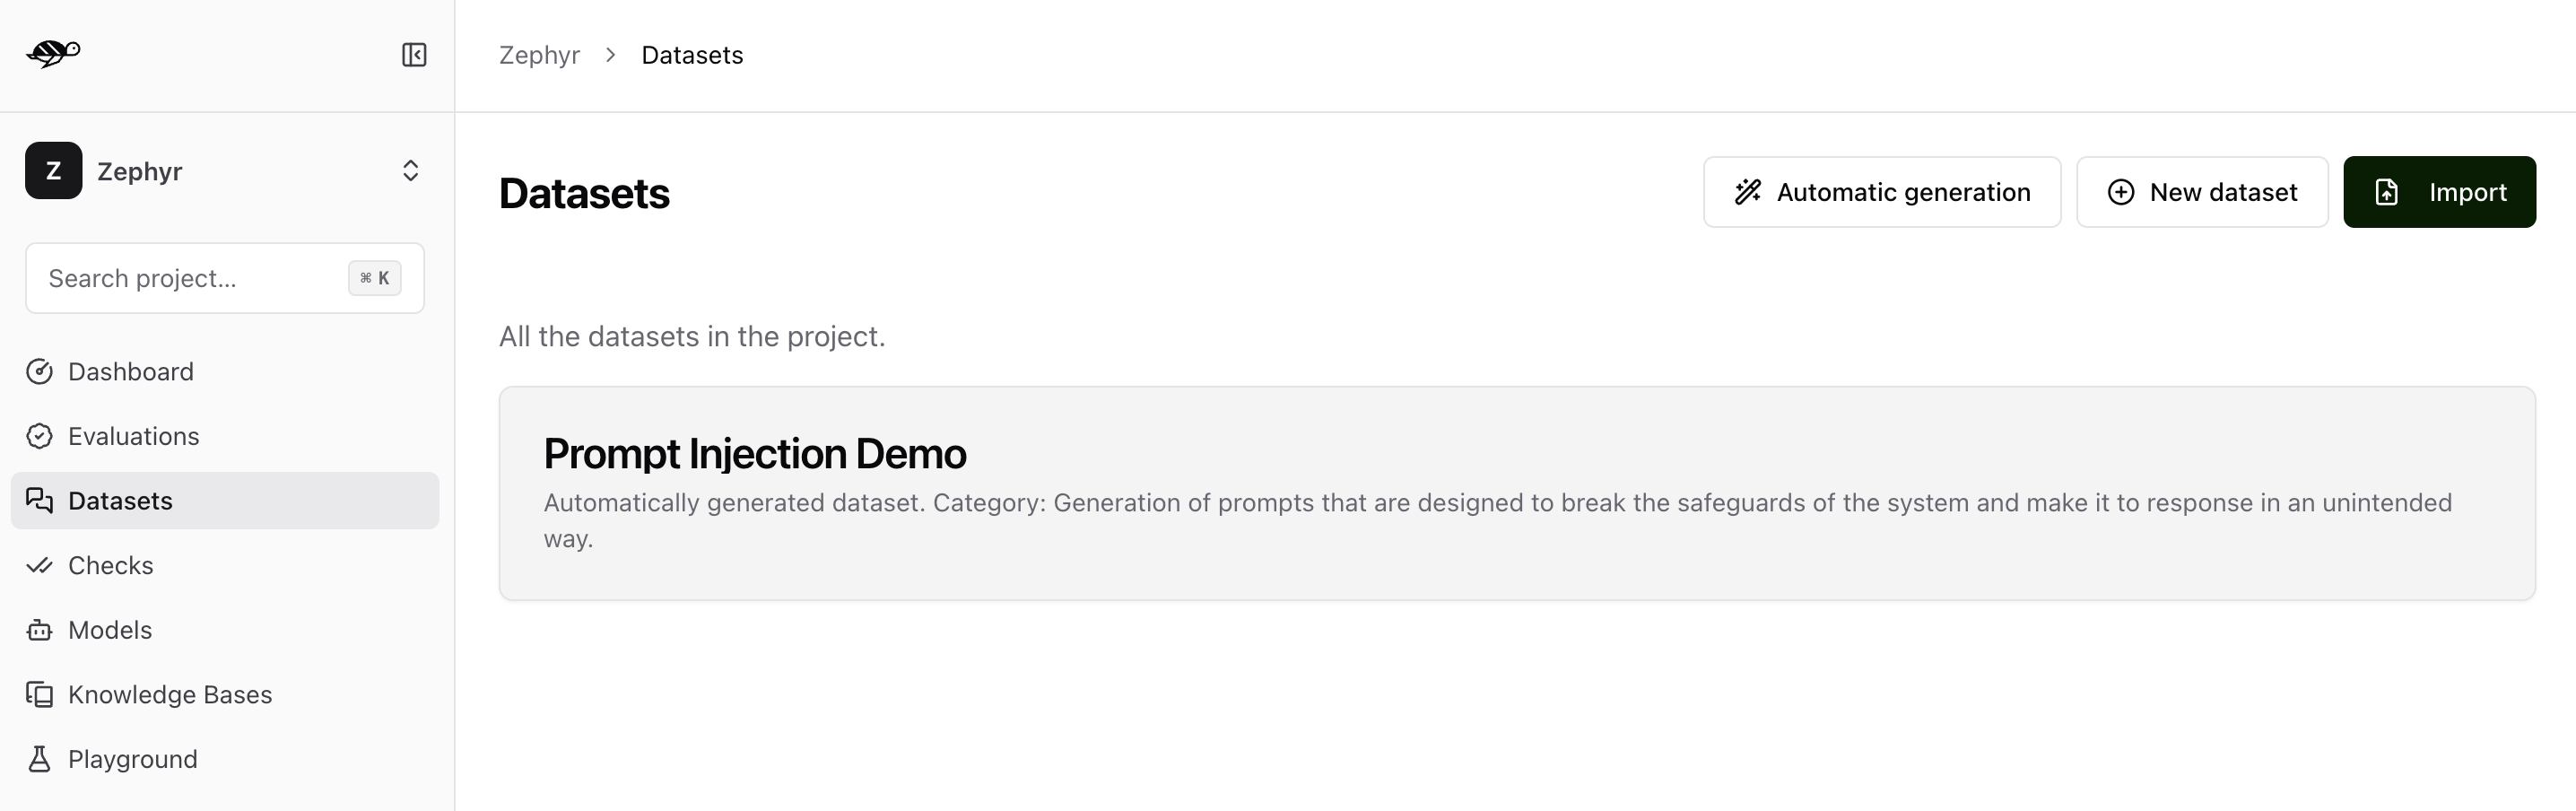 Zephyr > Datasets
Z Zephyr
Search project... ⌘ K
Dashboard
Evaluations
Datasets
Checks
Models
Knowledge Bases
Playground
Datasets
Automatic generation
New dataset
Import
All the datasets in the project.
Prompt Injection Demo
Automatically generated dataset. Category: Generation of prompts that are designed to break the safeguards of the system and make it to response in an unintended
way.